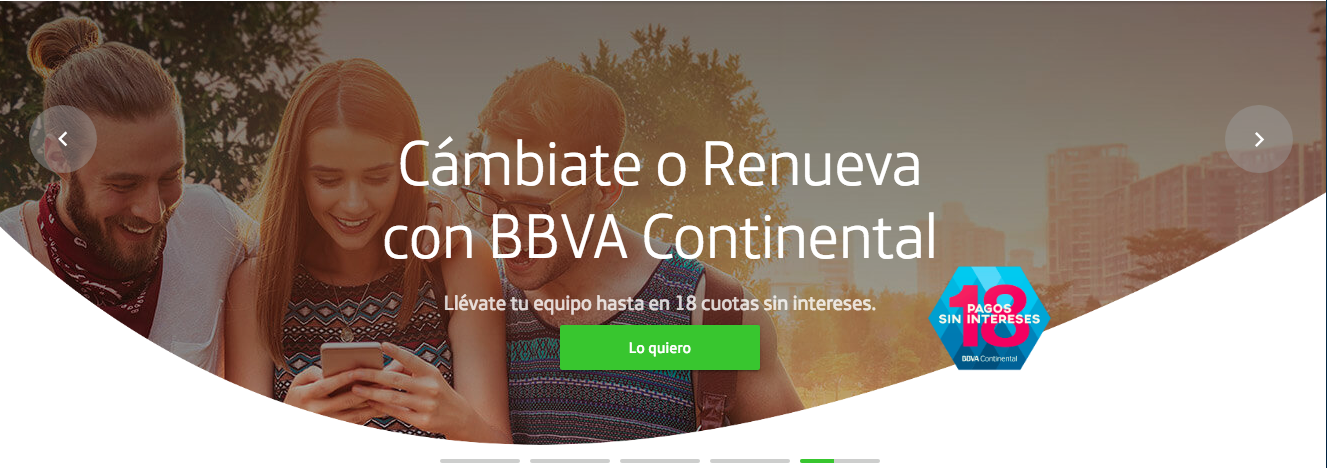 Cámbiate o Renueva
con BBVA Continental
Llévate tu equipo hasta en 18 cuotas sin intereses.
Lo quiero
18
PAGOS
SIN INTERESES
BBVA Continental